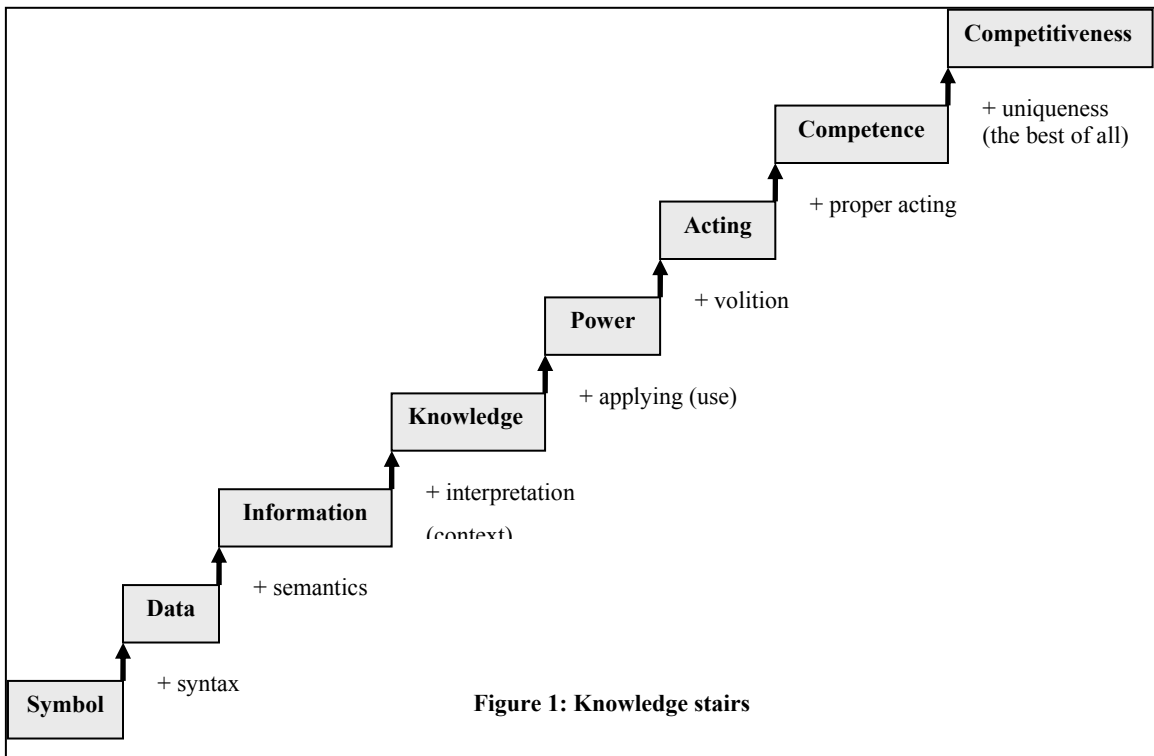 Competitiveness
+ uniqueness
(the best of all)
Competence
+ proper acting
Acting
+ volition
Power
+ applying (use)
Knowledge
+ interpretation
(context)
Information
+ semantics
Data
+ syntax
Symbol
Figure 1: Knowledge stairs